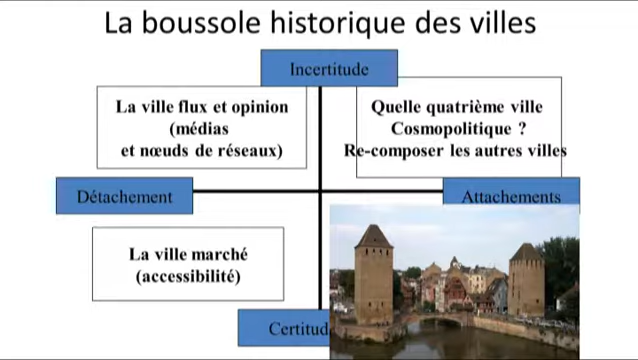 La boussole historique des villes
Incertitude
La ville flux et opinion
(médias
et nœuds de réseaux)
Quelle quatrième ville
Cosmopolitique ?
Re-composer les autres villes
Détachement
Attachements
La ville marché
(accessibilité)
Certitud